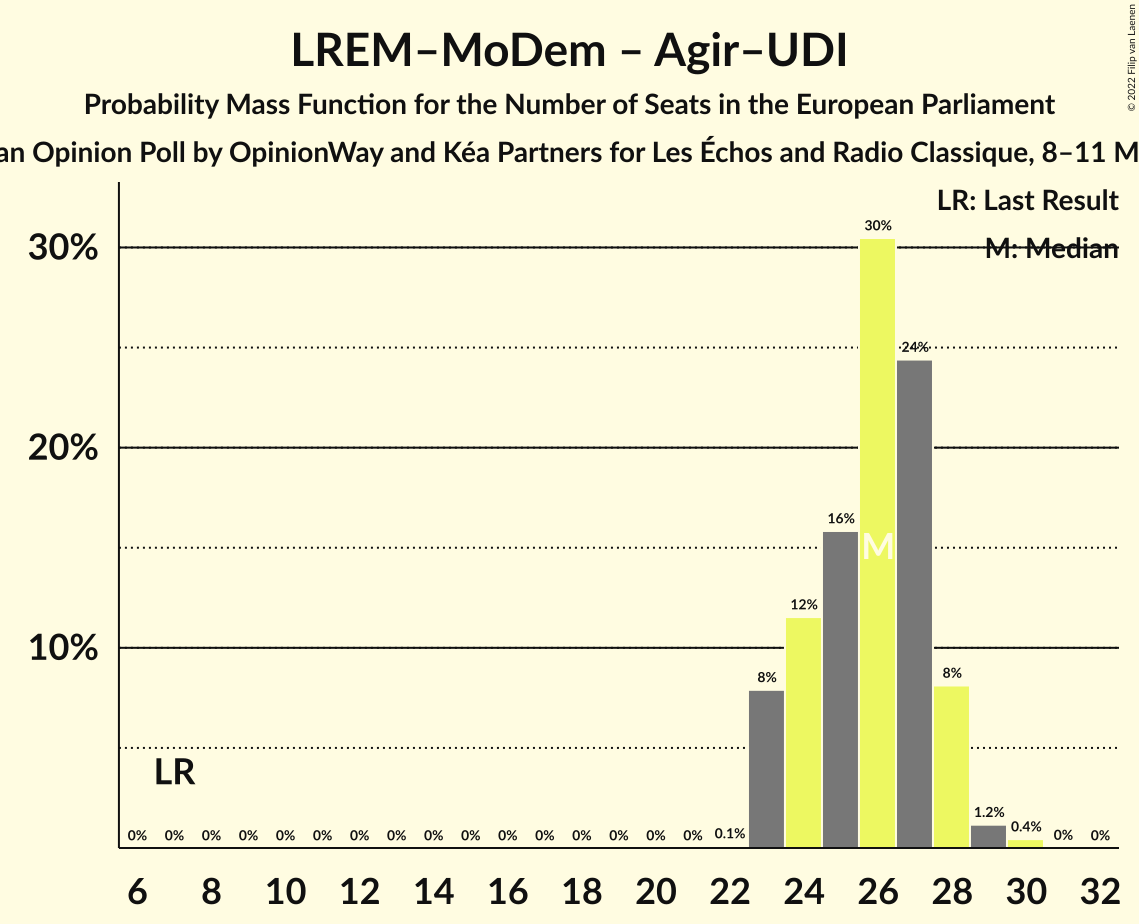 LREM–MoDem – Agir–UDI
Probability Mass Function for the Number of Seats in the European Parliament
an Opinion Poll by OpinionWay and Kéa Partners for Les Échos and Radio Classique, 8–11 M
© 2022 Filip van Laenen
LR: Last Result
M: Median
30%
20%
10%
30%
24%
16%
M
12%
8%
8%
LR
0% 0% 0% 0% 0% 0% 0% 0% 0% 0% 0% 0% 0% 0% 0% 0% 0.1% 1.2% 0.4% 0% 0%
6 8 10 12 14 16 18 20 22 24 26 28 30 32